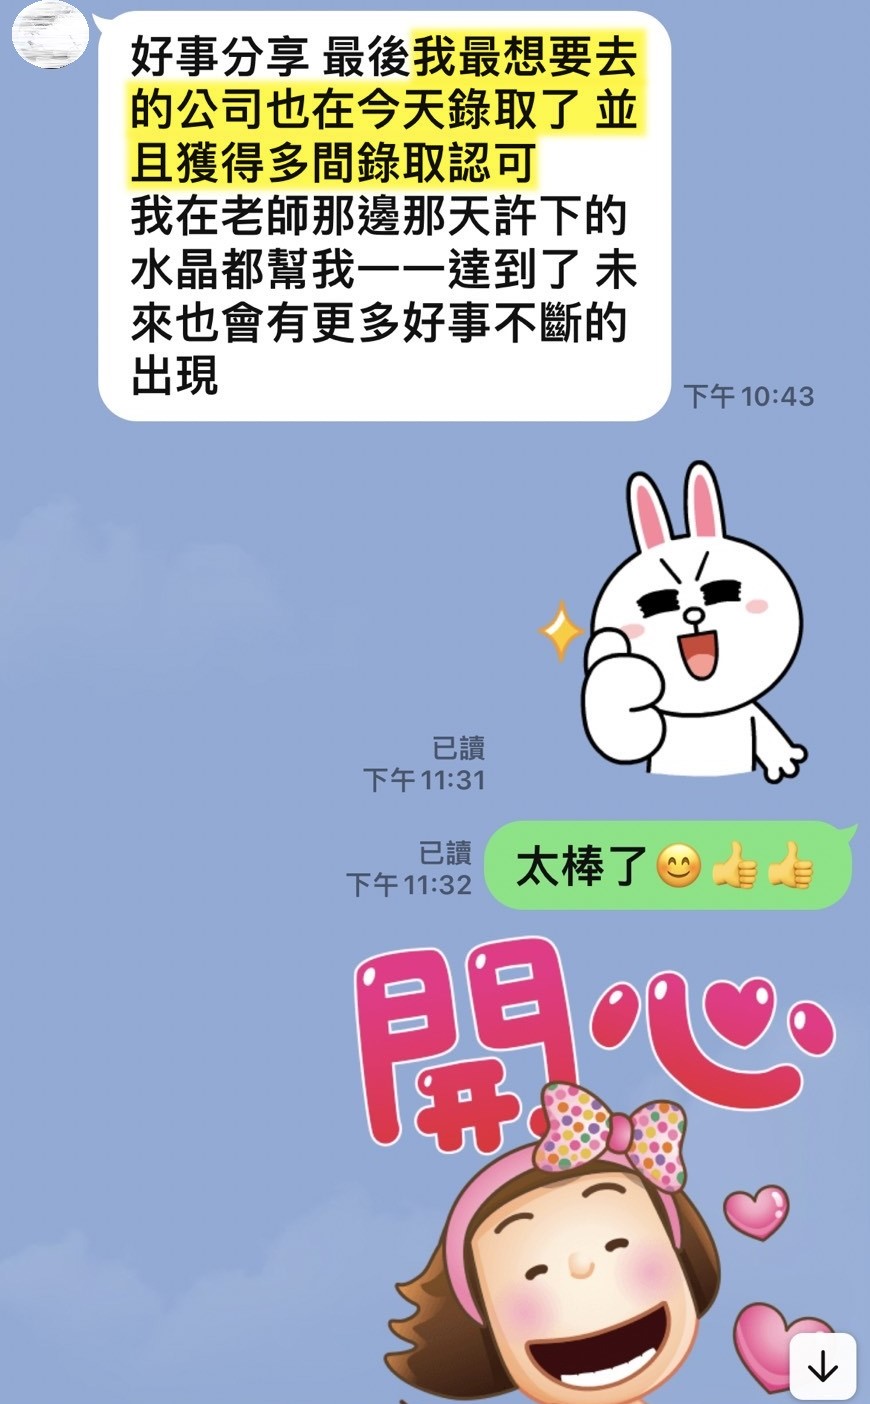 好事分享 最後我最想要去
的公司也在今天錄取了 並
且獲得多間錄取認可
我在老師那邊那天許下的
水晶都幫我一一達到了 未
來也會有更多好事不斷的
出現
下午 10:43
已讀
下午 11:31
已讀
下午 11:32
太棒了😊👍👍
開心